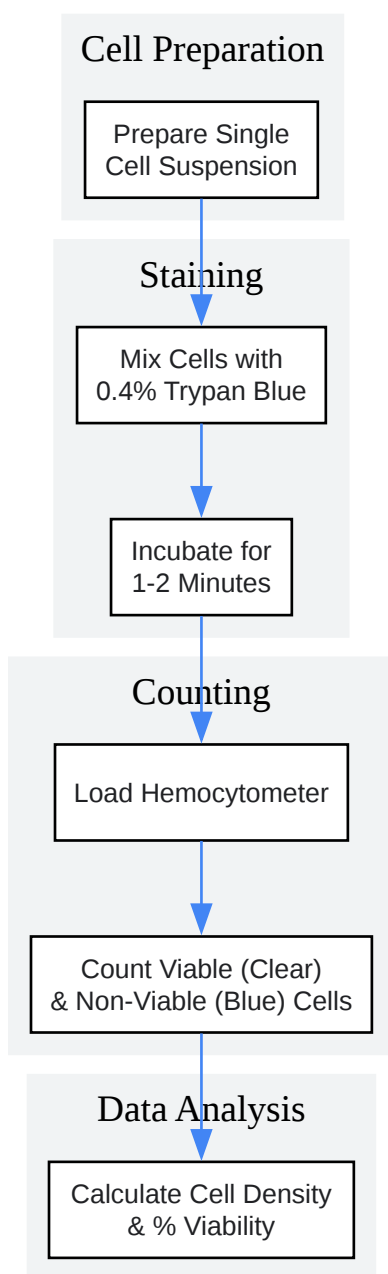 Cell Preparation
Prepare Single
Cell Suspension
Staining
Mix Cells with
0.4% Trypan Blue
Incubate for
1-2 Minutes
Counting
Load Hemocytometer
Count Viable (Clear)
& Non-Viable (Blue) Cells
Data Analysis
Calculate Cell Density
& % Viability